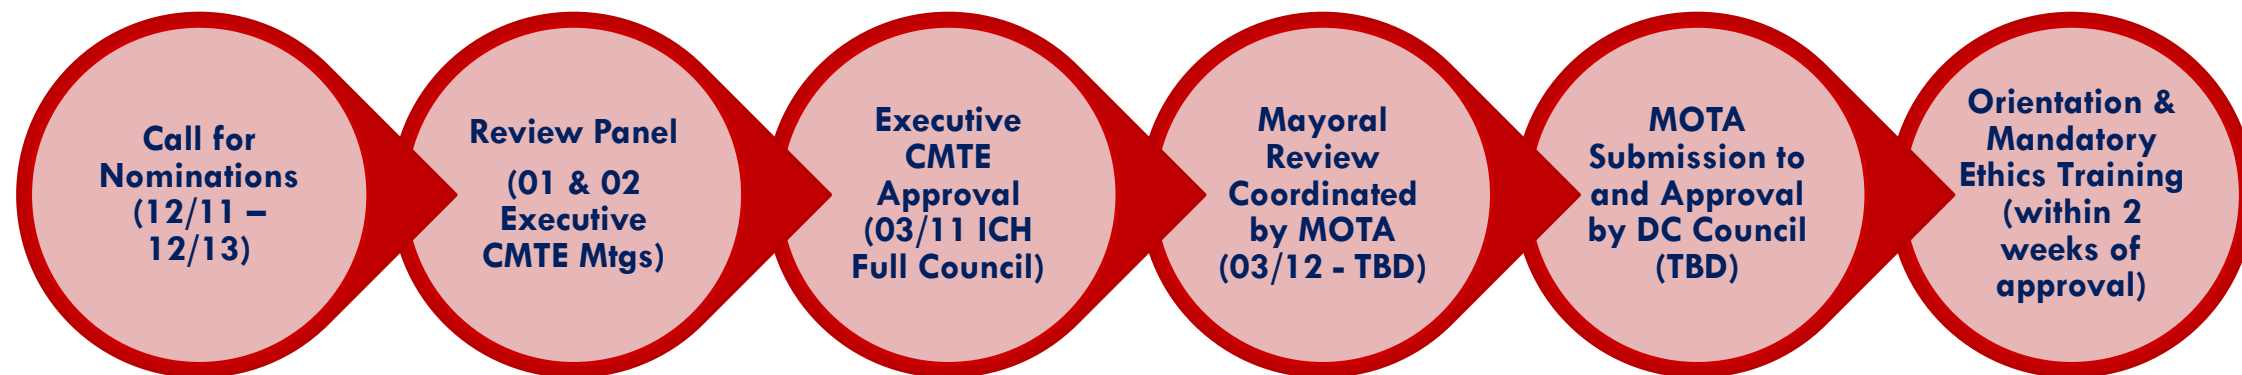 Call for
Nominations
(12/11 –
12/13)
Review Panel
(01 & 02
Executive
CMTE Mtgs)
Executive
CMTE
Approval
(03/11 ICH
Full Council)
Mayoral
Review
Coordinated
by MOTA
(03/12 - TBD)
MOTA
Submission to
and Approval
by DC Council
(TBD)
Orientation &
Mandatory
Ethics Training
(within 2
weeks of
approval)